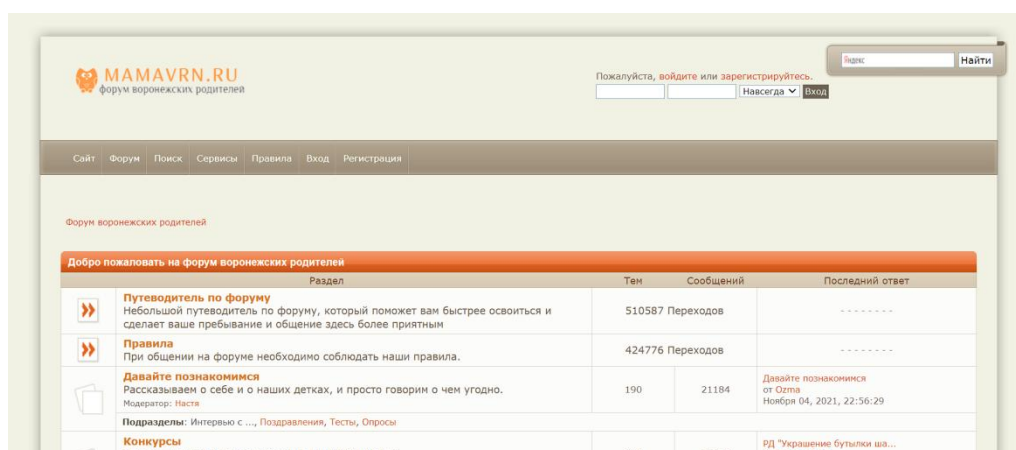 Яндекс
Найти
MAMAVRN.RU
форум воронежских родителей
Пожалуйста, войдите или зарегистрируйтесь.
Навсегда Вход
Сайт Форум Поиск Сервисы Правила Вход Регистрация
Форум воронежских родителей
Добро пожаловать на форум воронежских родителей
Раздел Тем Сообщений Последний ответ
Путеводитель по форуму
Небольшой путеводитель по форуму, который поможет вам быстрее освоиться и
сделает ваше пребывание и общение здесь более приятным
510587 Переходов
- - - - - - - -
Правила
При общении на форуме необходимо соблюдать наши правила.
424776 Переходов
- - - - - - - -
Давайте познакомимся
Рассказываем о себе и о наших детках, и просто говорим о чем угодно.
Модератор: Настя
190
21184
Давайте познакомимся
от Ozma
Ноября 04, 2021, 22:56:29
Подразделы: Интервью с ..., Поздравления, Тесты, Опросы
Конкурсы
РД "Украшение бутылки ша...